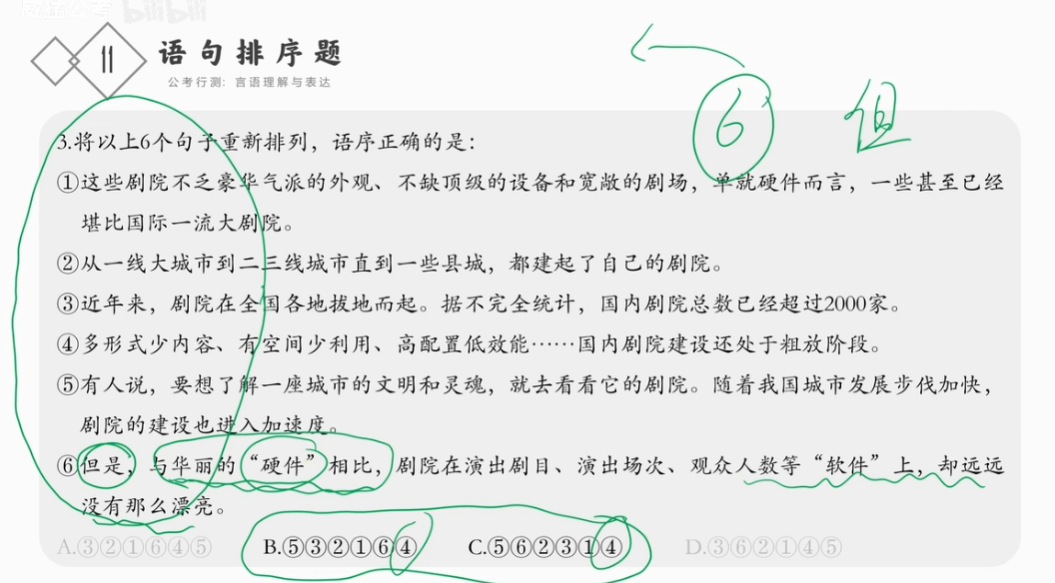 bilibili
11
语句排序题
公考行测：言语理解与表达
⑥ 但
3.将以上6个句子重新排列，语序正确的是：
①这些剧院不乏豪华气派的外观、不缺顶级的设备和宽敞的剧场，单就硬件而言，一些甚至已经
堪比国际一流大剧院。
②从一线大城市到二三线城市直到一些县城，都建起了自己的剧院。
③近年来，剧院在全国各地拔地而起。据不完全统计，国内剧院总数已经超过2000家。
④多形式少内容、有空间少利用、高配置低效能……国内剧院建设还处于粗放阶段。
⑤有人说，要想了解一座城市的文明和灵魂，就去看看它的剧院。随着我国城市发展步伐加快，
剧院的建设也进入加速度。
⑥但是，与华丽的“硬件”相比，剧院在演出剧目、演出场次、观众人数等“软件”上，却远远
没有那么漂亮。
A.③②①⑥④⑤ B.⑤③②①⑥④ C.⑤⑥②③①④ D.③⑥②①④⑤